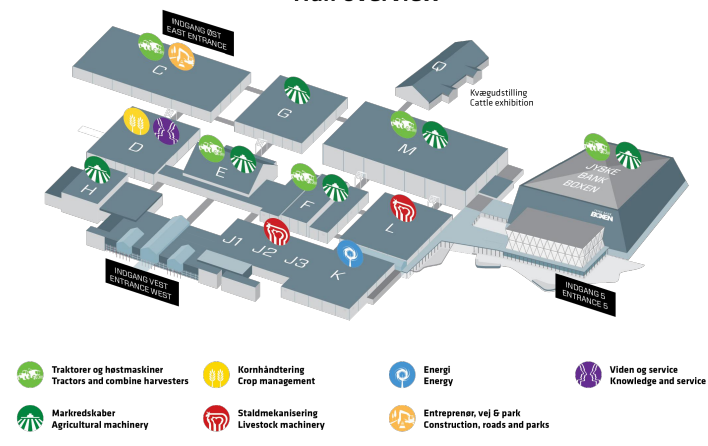 Hall overview
INDGANG ØST
EAST ENTRANCE
C
Q
G
Kvægudstilling
Cattle exhibition
D
M
E
JYSKE
BANK
BOXEN
H
F
BOXEN
L
J1 J2 J3
K
INDGANG VEST
ENTRANCE WEST
INDGANG 5
ENTRANCE 5
Traktorer og høstmaskiner
Tractors and combine harvesters
Kornhåndtering
Crop management
Energi
Energy
Viden og service
Knowledge and service
Markredskaber
Agricultural machinery
Staldmekanisering
Livestock machinery
Entreprenør, vej & park
Construction, roads and parks